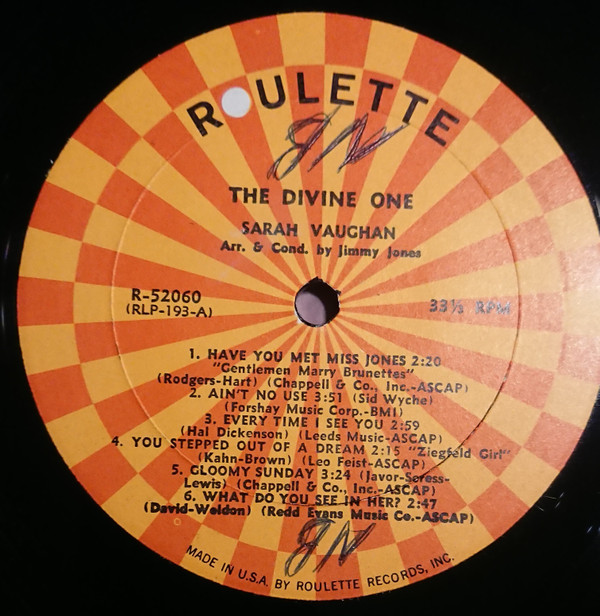 ROULETTE
JN
THE DIVINE ONE
SARAH VAUGHAN
Arr. & Cond. by Jimmy Jones
R-52060
(RLP-193-A)
33⅓ RPM
1. HAVE YOU MET MISS JONES 2:20
"Gentlemen Marry Brunettes"
(Rodgers-Hart) (Chappell & Co., Inc.-ASCAP)
2. AIN'T NO USE 3:51 (Sid Wyche)
(Forshay Music Corp.-BMI)
3. EVERY TIME I SEE YOU 2:59
(Hal Dickenson) (Leeds Music-ASCAP)
4. YOU STEPPED OUT OF A DREAM 2:15 "Ziegfeld Girl"
(Kahn-Brown) (Leo Feist-ASCAP)
5. GLOOMY SUNDAY 3:24 (Javor-Seress-
Lewis) (Chappell & Co., Inc.-ASCAP)
6. WHAT DO YOU SEE IN HER? 2:47
(David-Weldon) (Redd Evans Music Co.-ASCAP)
JN
MADE IN U.S.A. BY ROULETTE RECORDS, INC.